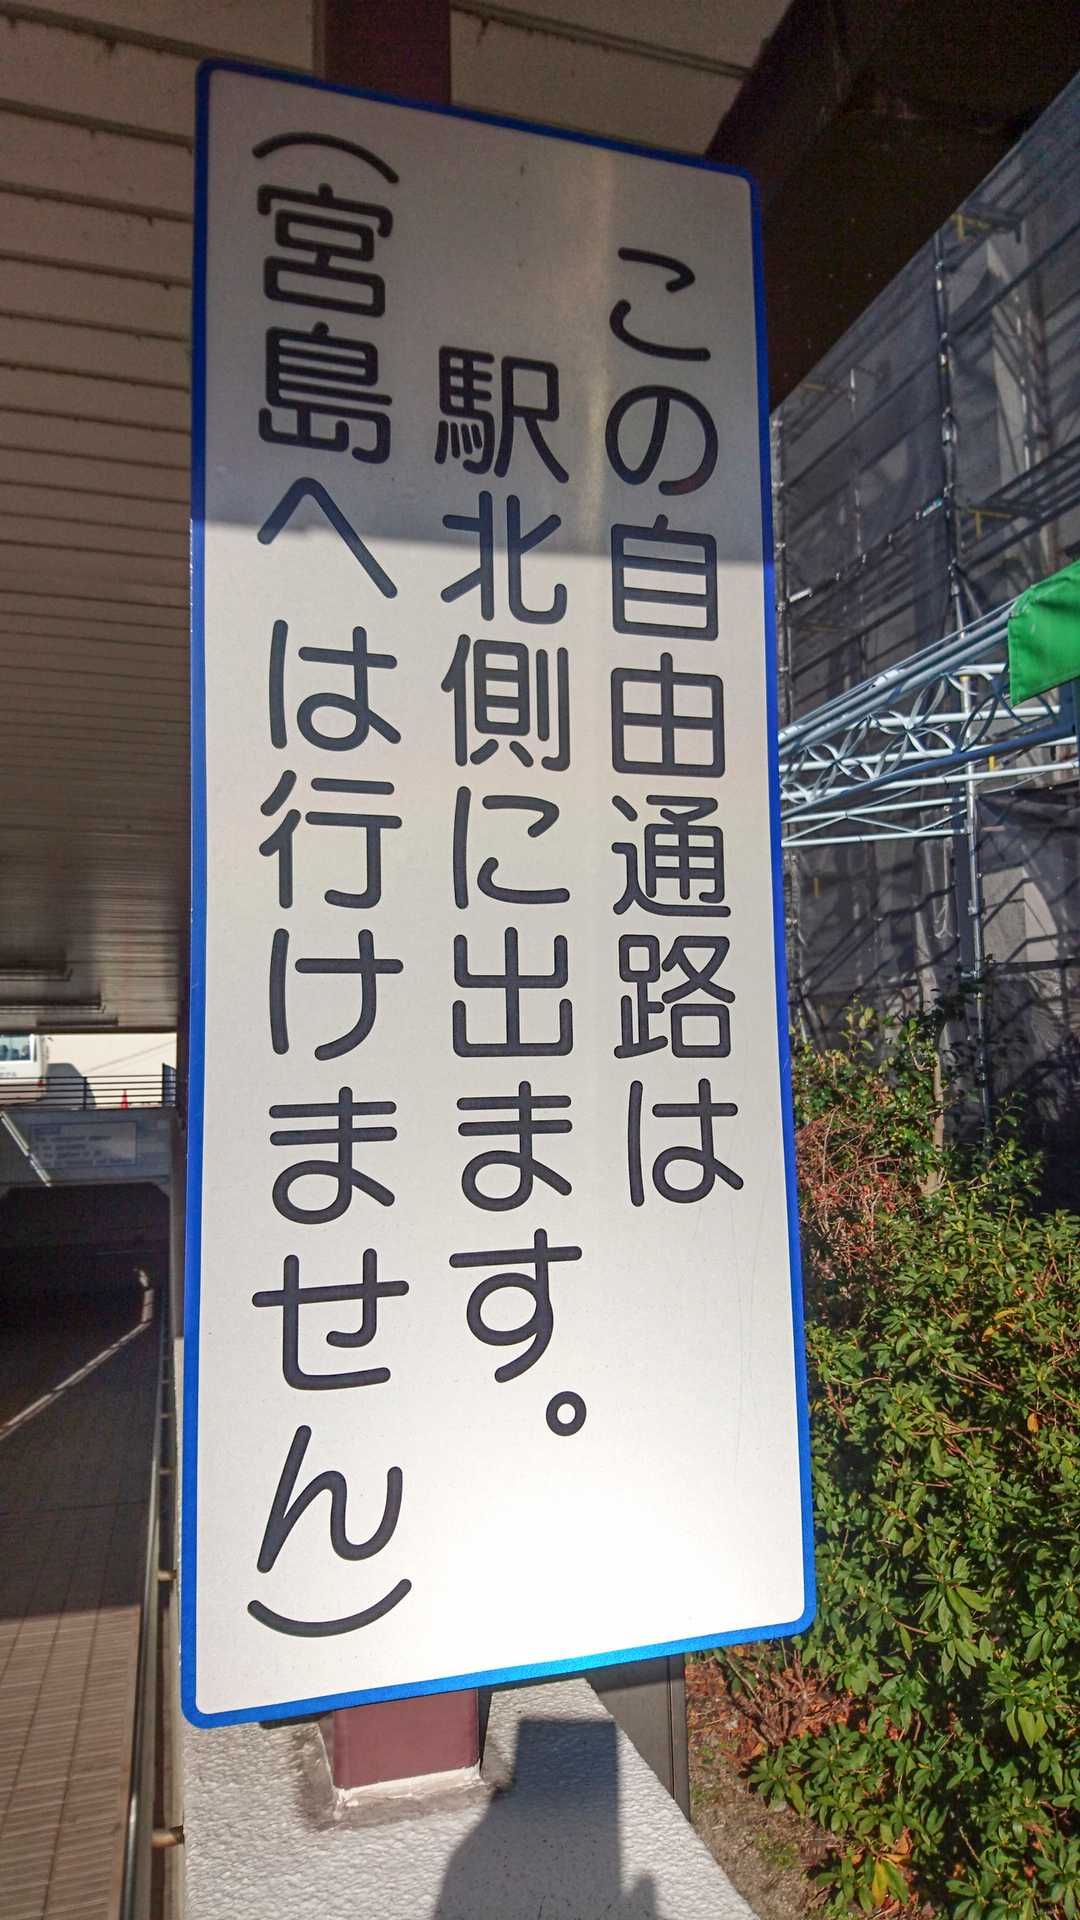 この自由通路は
駅北側に出ます。
（宮島へは行けません）